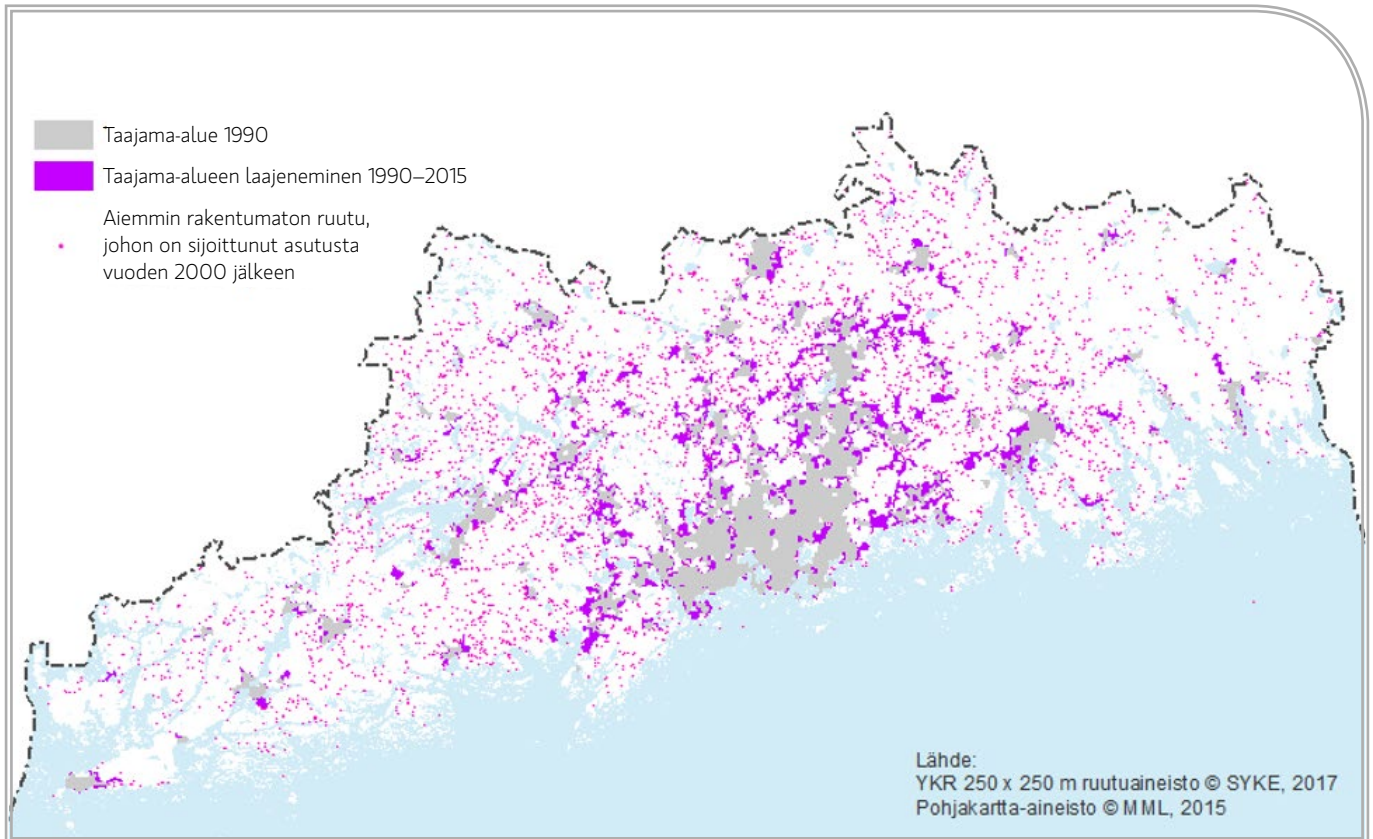 Taajama-alue 1990
Taajama-alueen laajeneminen 1990–2015
Aiemmin rakentumaton ruutu,
johon on sijoittunut asutusta
vuoden 2000 jälkeen
Lähde:
YKR 250 x 250 m ruutuaineisto © SYKE, 2017
Pohjakartta-aineisto © MML, 2015